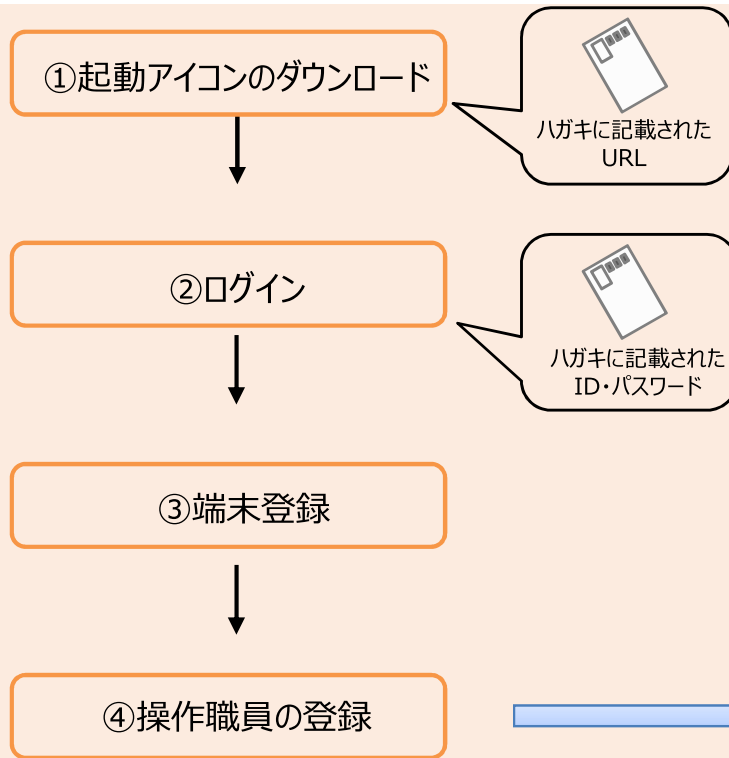 ①起動アイコンのダウンロード
ハガキに記載された
URL
②ログイン
ハガキに記載された
ID・パスワード
③端末登録
④操作職員の登録